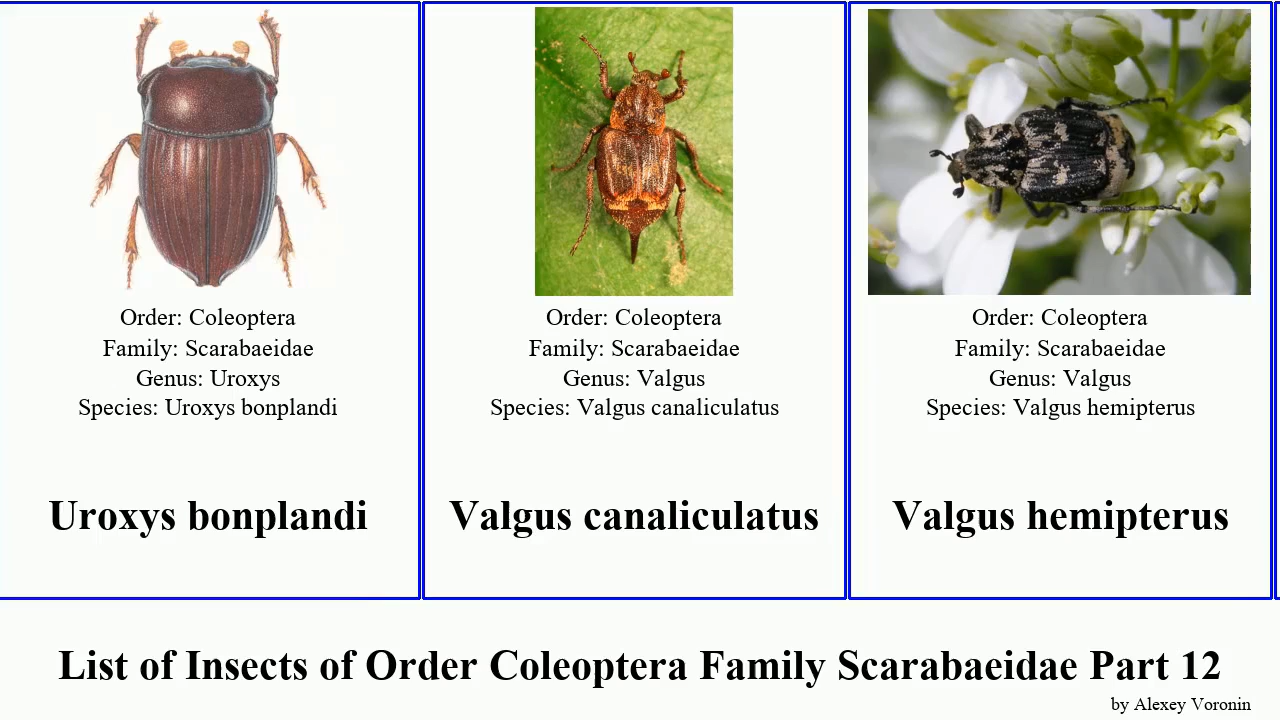 Order: Coleoptera
Family: Scarabaeidae
Genus: Uroxys
Species: Uroxys bonplandi
Uroxys bonplandi
Order: Coleoptera
Family: Scarabaeidae
Genus: Valgus
Species: Valgus canaliculatus
Valgus canaliculatus
Order: Coleoptera
Family: Scarabaeidae
Genus: Valgus
Species: Valgus hemipterus
Valgus hemipterus
List of Insects of Order Coleoptera Family Scarabaeidae Part 12
by Alexey Voronin